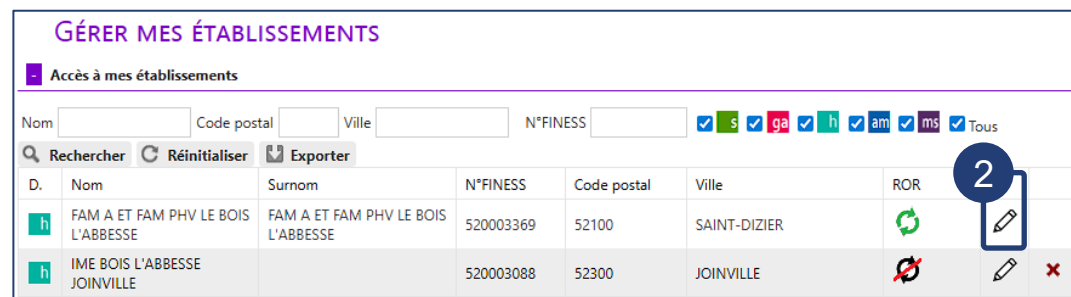 GÉRER MES ÉTABLISSEMENTS
- Accès à mes établissements
Nom Code postal Ville N°FINESS s ga h am ms Tous
Rechercher Réinitialiser Exporter
2
D. Nom Surnom N°FINESS Code postal Ville ROR
h FAM A ET FAM PHV LE BOIS L'ABBESSE FAM A ET FAM PHV LE BOIS L'ABBESSE 520003369 52100 SAINT-DIZIER
h IME BOIS L'ABBESSE JOINVILLE 520003088 52300 JOINVILLE